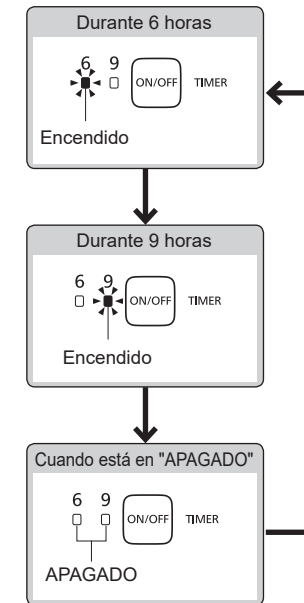 Durante 6 horas
6 9
ON/OFF TIMER
Encendido
Durante 9 horas
6 9
ON/OFF TIMER
Encendido
Cuando está en "APAGADO"
6 9
ON/OFF TIMER
APAGADO